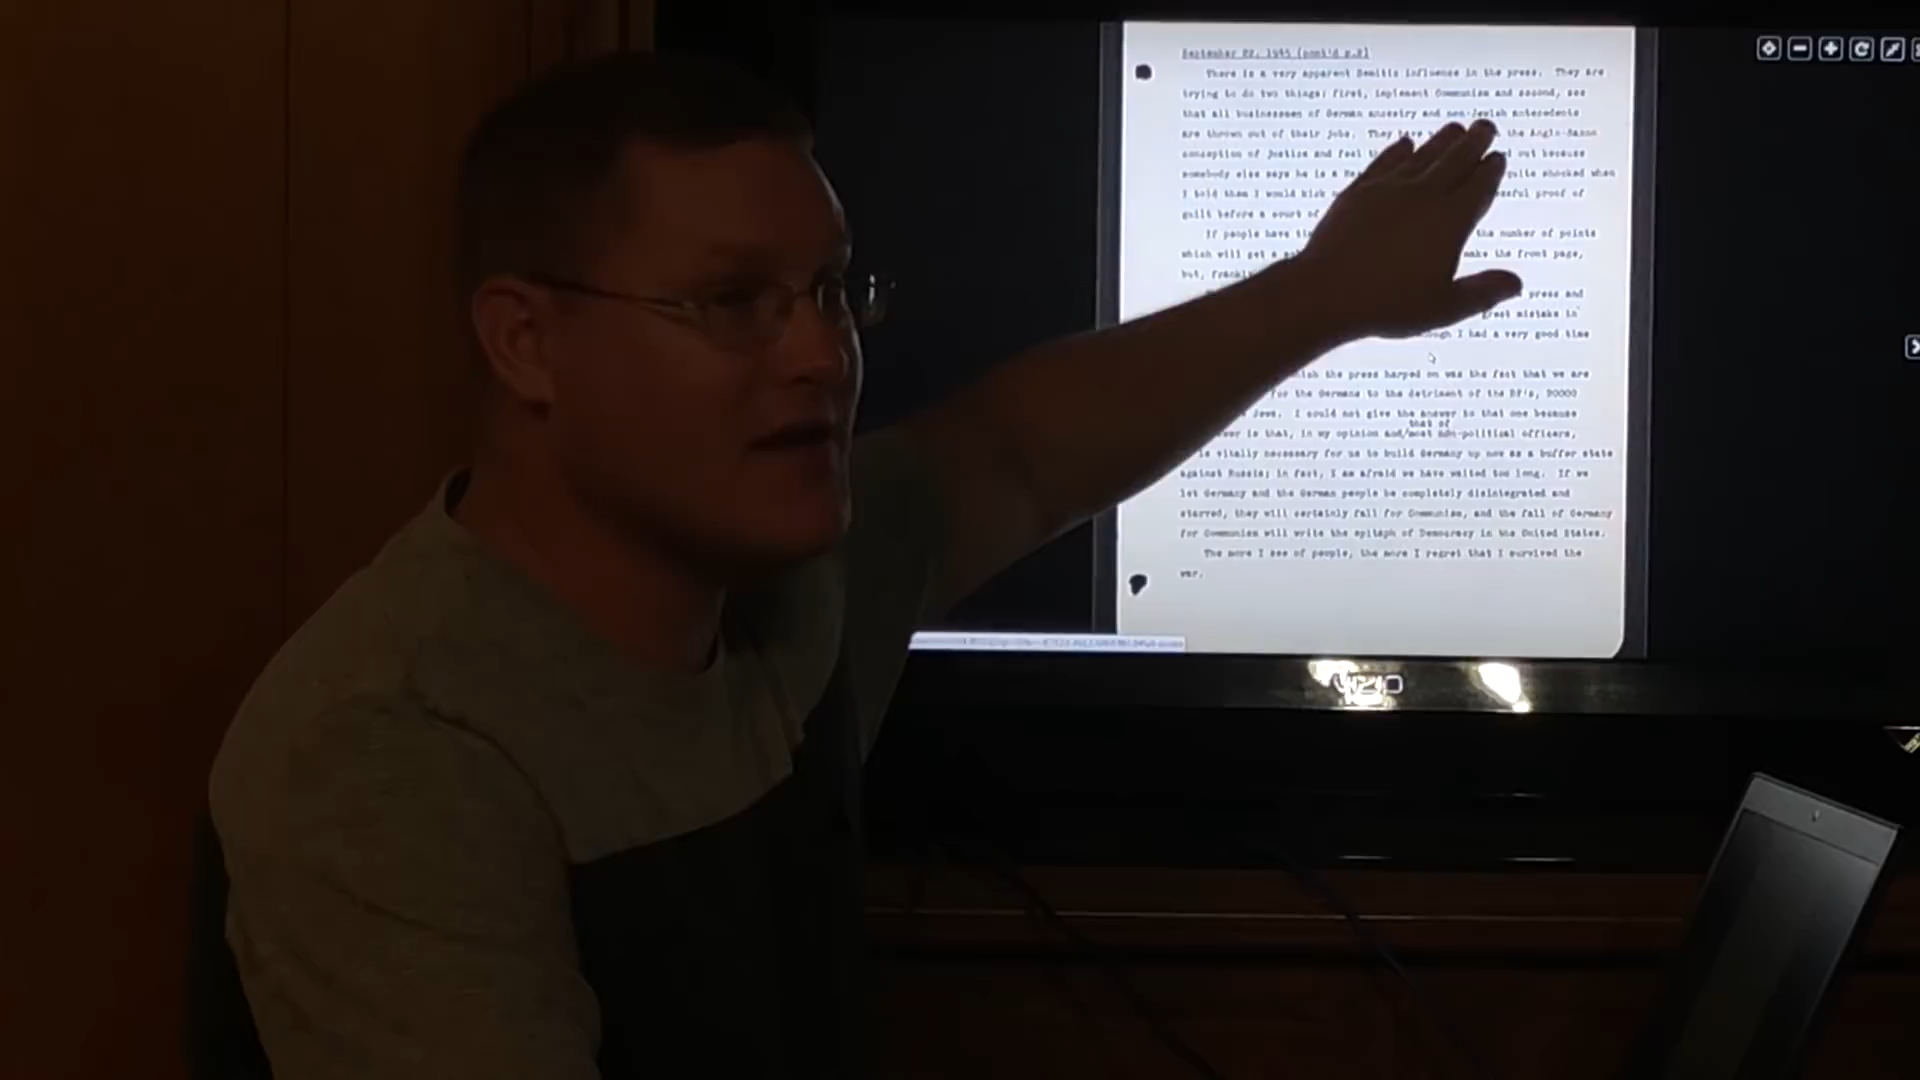 September 22, 1945 (cont'd p.2)
There is a very apparent Semitic influence in the press. They are
trying to do two things: first, implement Communism and second, see
that all businessmen of German ancestry and non-Jewish antecedents
are thrown out of their jobs. They have the Anglo-Saxon
conception of justice and feel out because
somebody else says he is a quite shocked when
I told them I would kick proof of
guilt before a court of
If people have the number of points
which will get a make the front page,
but, frankly
press and
great mistake in
I had a very good time
the press harped on was the fact that we are
for the Germans to the detriment of the DP's,
Jews. I could not give the answer to that one because
that of
is that, in my opinion and/most non-political officers,
is vitally necessary for us to build Germany up now as a buffer state
against Russia; in fact, I am afraid we have waited too long. If we
let Germany and the German people be completely disintegrated and
starved, they will certainly fall for Communism, and the fall of Germany
for Communism will write the epitaph of Democracy in the United States.
The more I see of people, the more I regret that I survived the
war.
VIZIO